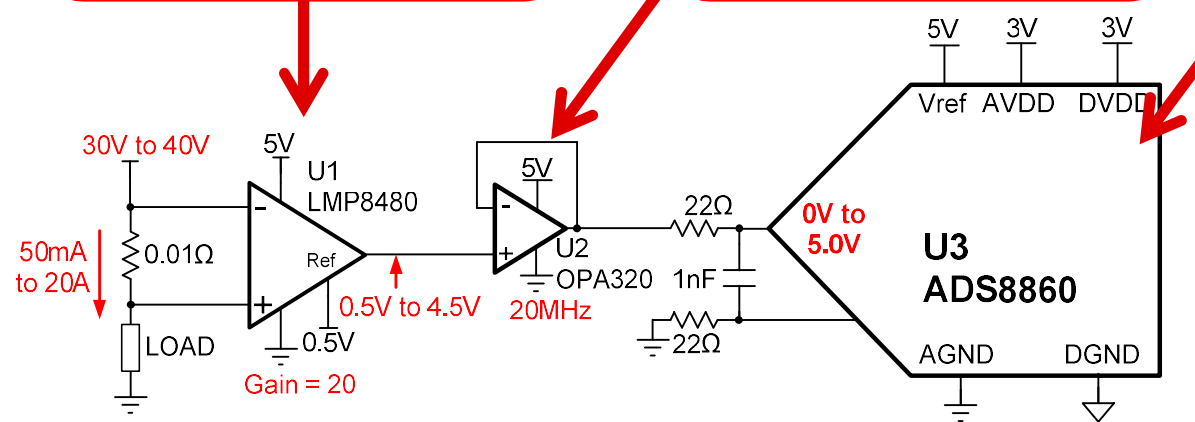 5V
3V
3V
Vref
AVDD
DVDD
30V to 40V
5V
U1
LMP8480
-
5V
-
22Ω
0V to
5.0V
50mA
to 20A
0.01Ω
Ref
+
U2
OPA320
1nF
U3
ADS8860
+
0.5V to 4.5V
20MHz
LOAD
0.5V
22Ω
AGND
DGND
Gain = 20